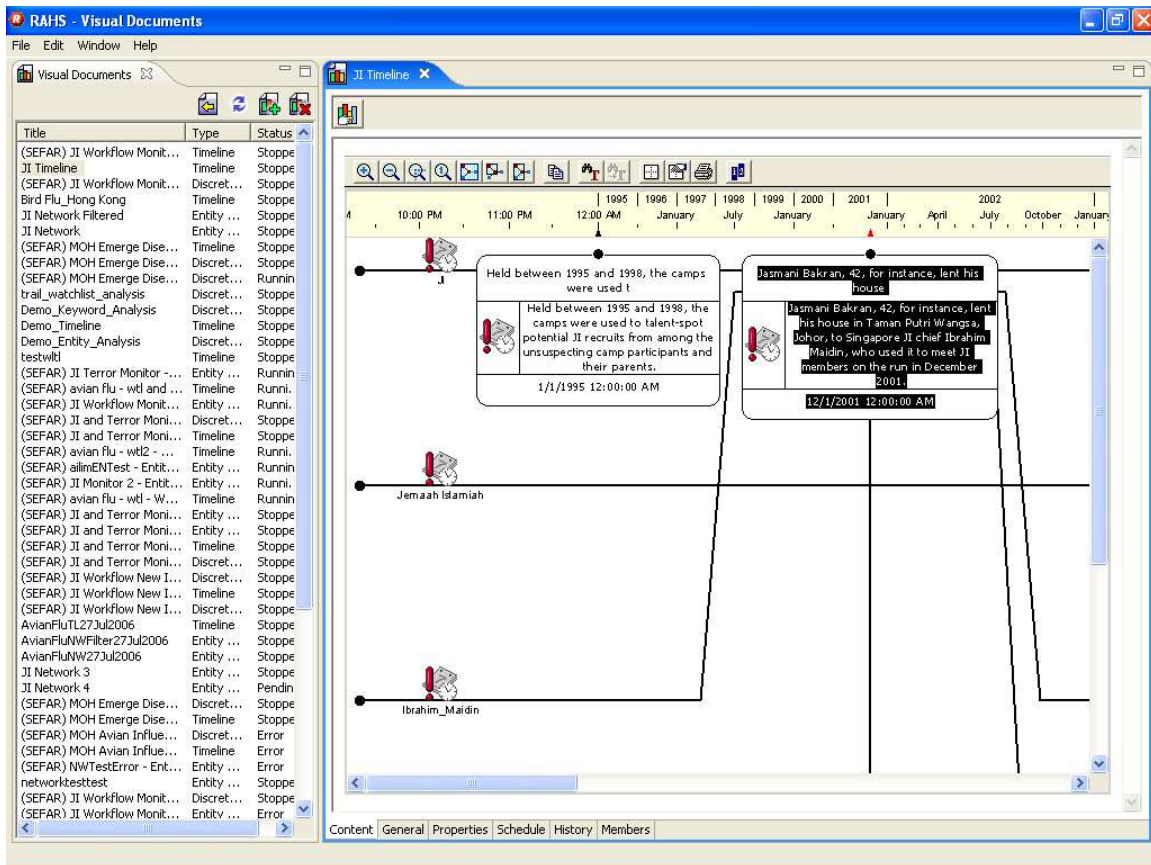 RAHS - Visual Documents
File Edit Window Help
Visual Documents
Title Type Status
(SEFAR) JI Workflow Monit... Timeline Stoppe
JI Timeline Timeline Stoppe
(SEFAR) JI Workflow Monit... Discret... Stoppe
Bird Flu_Hong Kong Timeline Stoppe
JI Network Filtered Entity ... Stoppe
JI Network Entity ... Stoppe
(SEFAR) MOH Emerge Dise... Timeline Stoppe
(SEFAR) MOH Emerge Dise... Timeline Stoppe
(SEFAR) MOH Emerge Dise... Discret... Runnin
trail_watchlist_analysis Discret... Stoppe
Demo_Keyword_Analysis Discret... Stoppe
Demo_Timeline Timeline Stoppe
Demo_Entity_Analysis Discret... Stoppe
testwltl Timeline Stoppe
(SEFAR) JI Terror Monitor -... Entity ... Runnin
(SEFAR) avian flu - wtl and ... Timeline Runni.
(SEFAR) JI Workflow Monit... Entity ... Runni.
(SEFAR) JI and Terror Moni... Discret... Stoppe
(SEFAR) JI and Terror Moni... Timeline Stoppe
(SEFAR) avian flu - wtl2 - ... Timeline Runni.
(SEFAR) ailimENTest - Entit... Entity ... Runnin
(SEFAR) JI Monitor 2 - Entit... Entity ... Runni.
(SEFAR) avian flu - wtl - W... Timeline Runnin
(SEFAR) JI and Terror Moni... Entity ... Stoppe
(SEFAR) JI and Terror Moni... Entity ... Stoppe
(SEFAR) JI and Terror Moni... Timeline Stoppe
(SEFAR) JI and Terror Moni... Discret... Stoppe
(SEFAR) JI Workflow New I... Discret... Stoppe
(SEFAR) JI Workflow New I... Timeline Stoppe
(SEFAR) JI Workflow New I... Discret... Stoppe
AvianFluTL27Jul2006 Timeline Stoppe
AvianFluNWFilter27Jul2006 Entity ... Stoppe
AvianFluNW27Jul2006 Entity ... Stoppe
JI Network 3 Entity ... Stoppe
JI Network 4 Entity ... Pendin
(SEFAR) MOH Emerge Dise... Discret... Stoppe
(SEFAR) MOH Emerge Dise... Timeline Stoppe
(SEFAR) MOH Avian Influe... Discret... Error
(SEFAR) MOH Avian Influe... Timeline Error
(SEFAR) NWTestError - Ent... Entity ... Error
networktesttest Entity ... Stoppe
(SEFAR) JI Workflow Monit... Discret... Stoppe
(SEFAR) JI Workflow Monit... Entity ... Error
JI Timeline
1995 1996 1997 1998 1999 2000 2001 2002
10:00 PM 11:00 PM 12:00 AM January July January January April July October January
JI
Held between 1995 and 1998, the camps
were used t
Held between 1995 and 1998, the
camps were used to talent-spot
potential JI recruits from among the
unsuspecting camp participants and
their parents.
1/1/1995 12:00:00 AM
Jasmani Bakran, 42, for instance, lent his
house
Jasmani Bakran, 42, for instance, lent
his house in Taman Putri Wangsa,
Johor, to Singapore JI chief Ibrahim
Maidin, who used it to meet JI
members on the run in December
2001.
12/1/2001 12:00:00 AM
Jemaah Islamiah
Ibrahim_Maidin
Content General Properties Schedule History Members